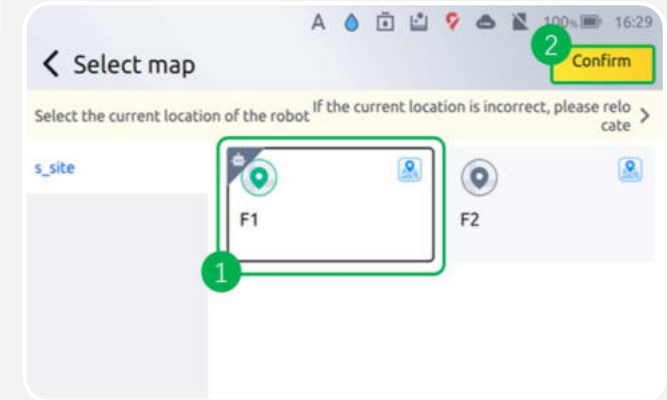 A 100% 16:29
Select map
2
Confirm
Select the current location of the robot
If the current location is incorrect, please relo
cate
s_site
F1
F2
1